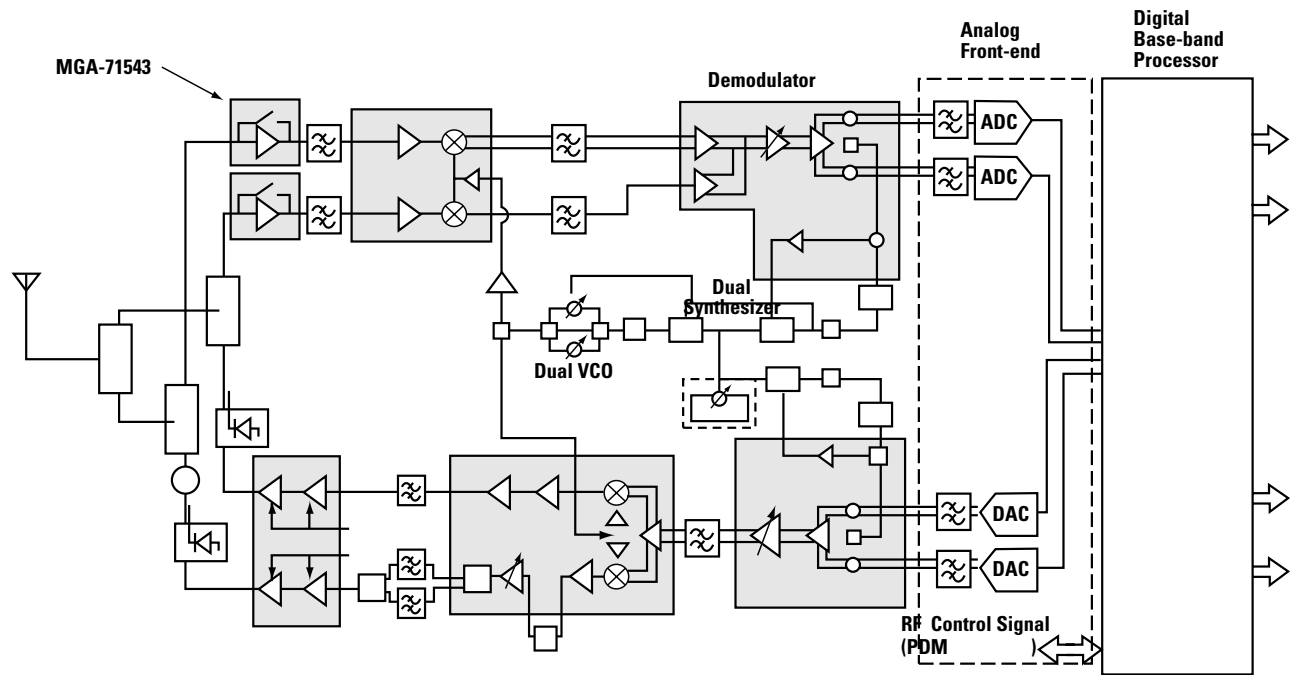 Analog
Front-end
Digital
Base-band
Processor
MGA-71543
Demodulator
ADC
ADC
Dual
Synthesizer
Dual VCO
DAC
DAC
RF Control Signal
(PDM )